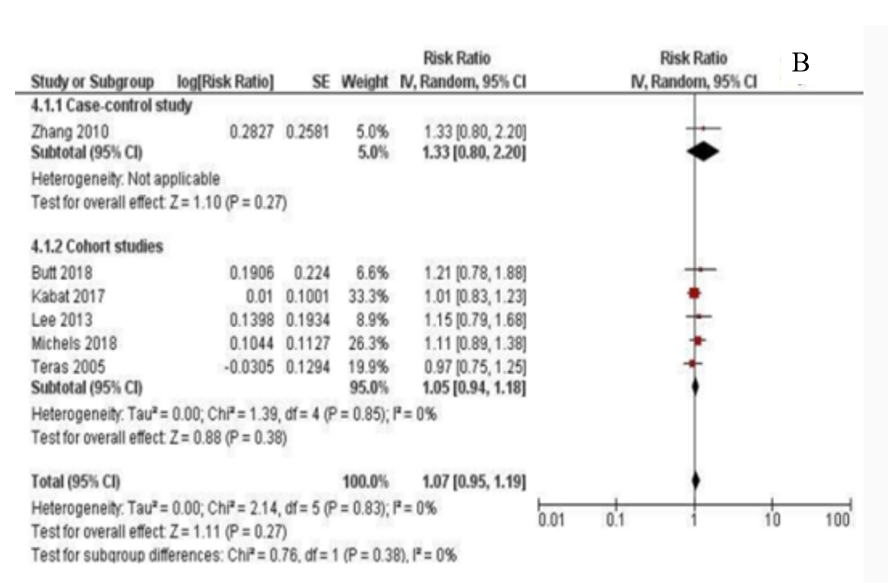 Risk Ratio Risk Ratio B
Study or Subgroup log[Risk Ratio] SE Weight IV, Random, 95% CI IV, Random, 95% CI
4.1.1 Case-control study
Zhang 2010 0.2827 0.2581 5.0% 1.33 [0.80, 2.20]
Subtotal (95% CI) 5.0% 1.33 [0.80, 2.20]
Heterogeneity: Not applicable
Test for overall effect: Z = 1.10 (P = 0.27)
4.1.2 Cohort studies
Butt 2018 0.1906 0.224 6.6% 1.21 [0.78, 1.88]
Kabat 2017 0.01 0.1001 33.3% 1.01 [0.83, 1.23]
Lee 2013 0.1398 0.1934 8.9% 1.15 [0.79, 1.68]
Michels 2018 0.1044 0.1127 26.3% 1.11 [0.89, 1.38]
Teras 2005 -0.0305 0.1294 19.9% 0.97 [0.75, 1.25]
Subtotal (95% CI) 95.0% 1.05 [0.94, 1.18]
Heterogeneity: Tau² = 0.00; Chi² = 1.39, df = 4 (P = 0.85); I² = 0%
Test for overall effect: Z = 0.88 (P = 0.38)
Total (95% CI) 100.0% 1.07 [0.95, 1.19]
Heterogeneity: Tau² = 0.00; Chi² = 2.14, df = 5 (P = 0.83); I² = 0%
0.01 0.1 1 10 100
Test for overall effect: Z = 1.11 (P = 0.27)
Test for subgroup differences: Chi² = 0.76, df = 1 (P = 0.38), I² = 0%